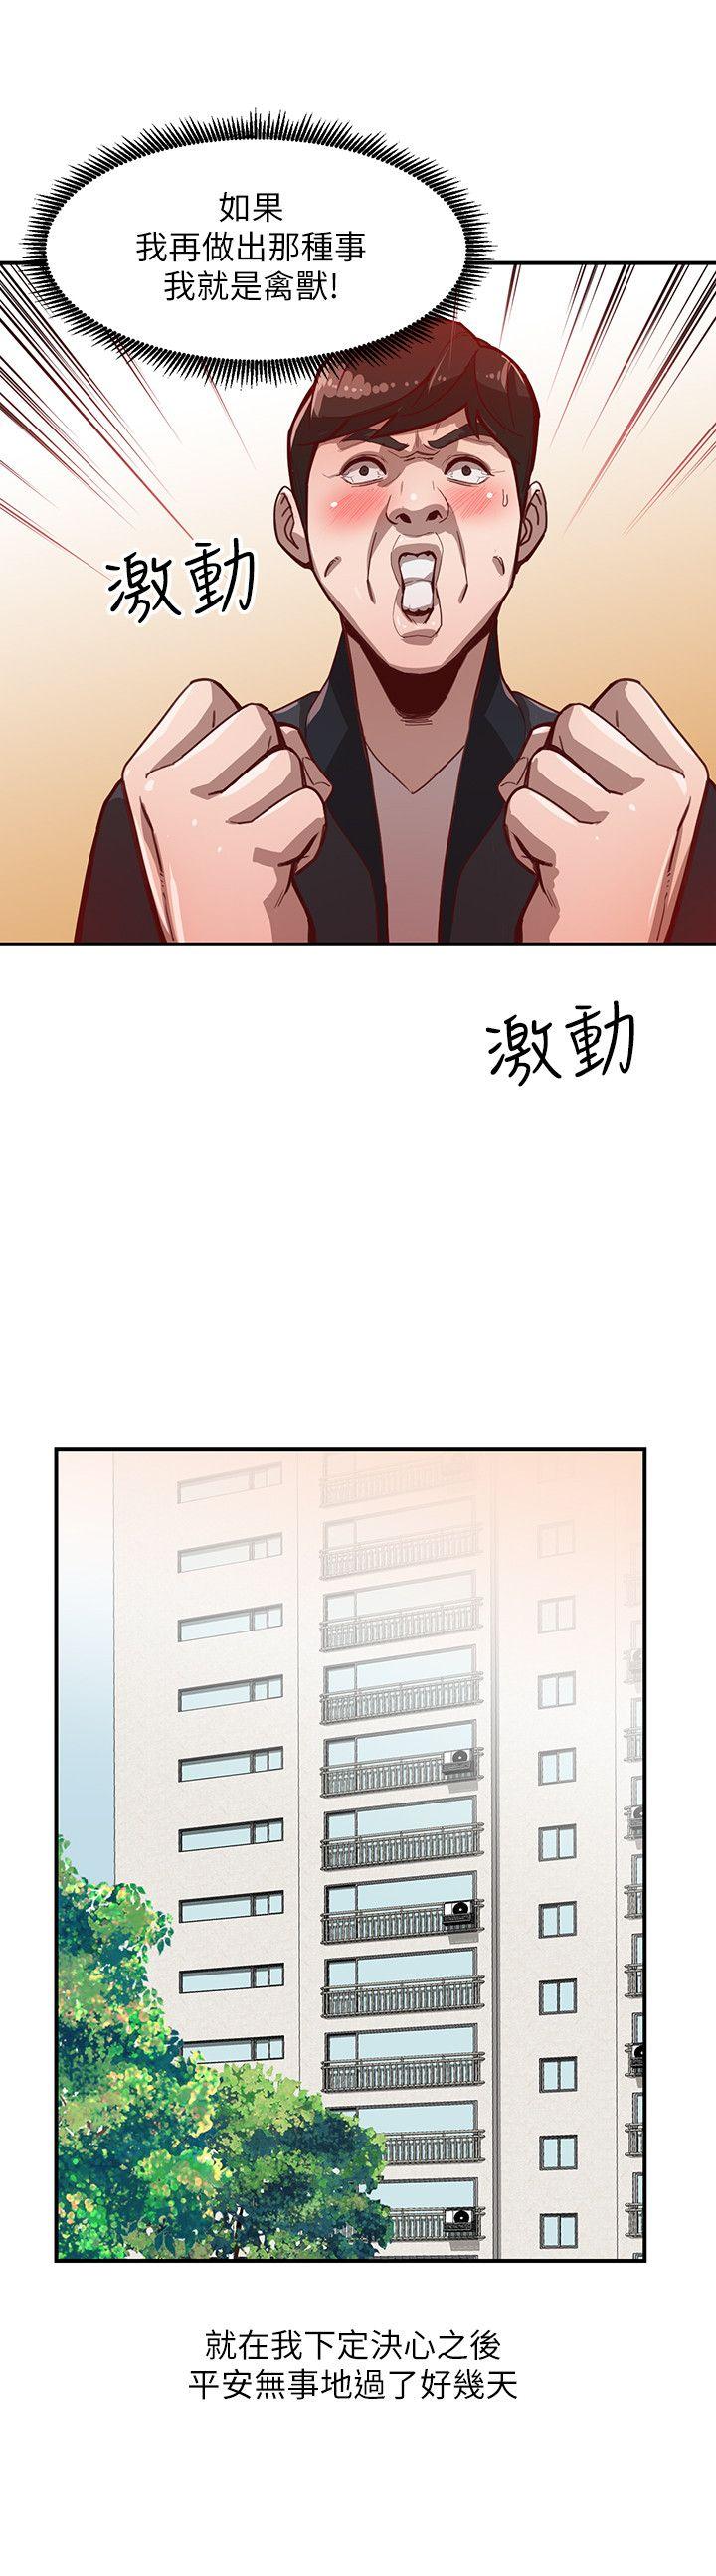 如果
我再做出那種事
我就是禽獸!
激動
激動
就在我下定決心之後
平安無事地過了好幾天